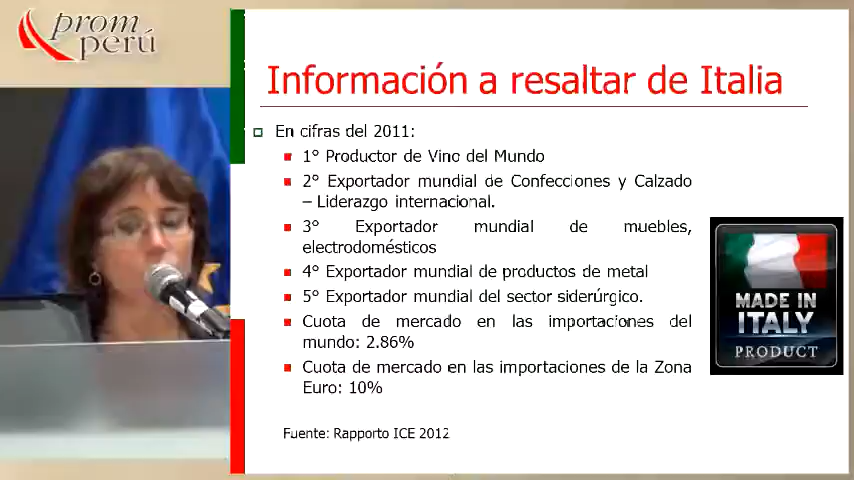 prom
perú
Información a resaltar de Italia
En cifras del 2011:
1° Productor de Vino del Mundo
2° Exportador mundial de Confecciones y Calzado
– Liderazgo internacional.
3° Exportador mundial de muebles,
electrodomésticos
4° Exportador mundial de productos de metal
5° Exportador mundial del sector siderúrgico.
Cuota de mercado en las importaciones del
mundo: 2.86%
Cuota de mercado en las importaciones de la Zona
Euro: 10%
MADE IN
ITALY
PRODUCT
Fuente: Rapporto ICE 2012